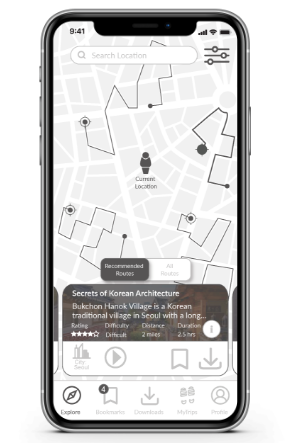 9:41
Search Location
Current
Location
Recommended
Routes
All
Routes
Secrets of Korean Architecture
Bukchon Hanok Village is a Korean
traditional village in Seoul with a long...
Rating Difficulty Distance Duration
Difficult 2 miles 2.5 hrs
i
City
Seoul
4
Explore Bookmarks Downloads MyTrips Profile